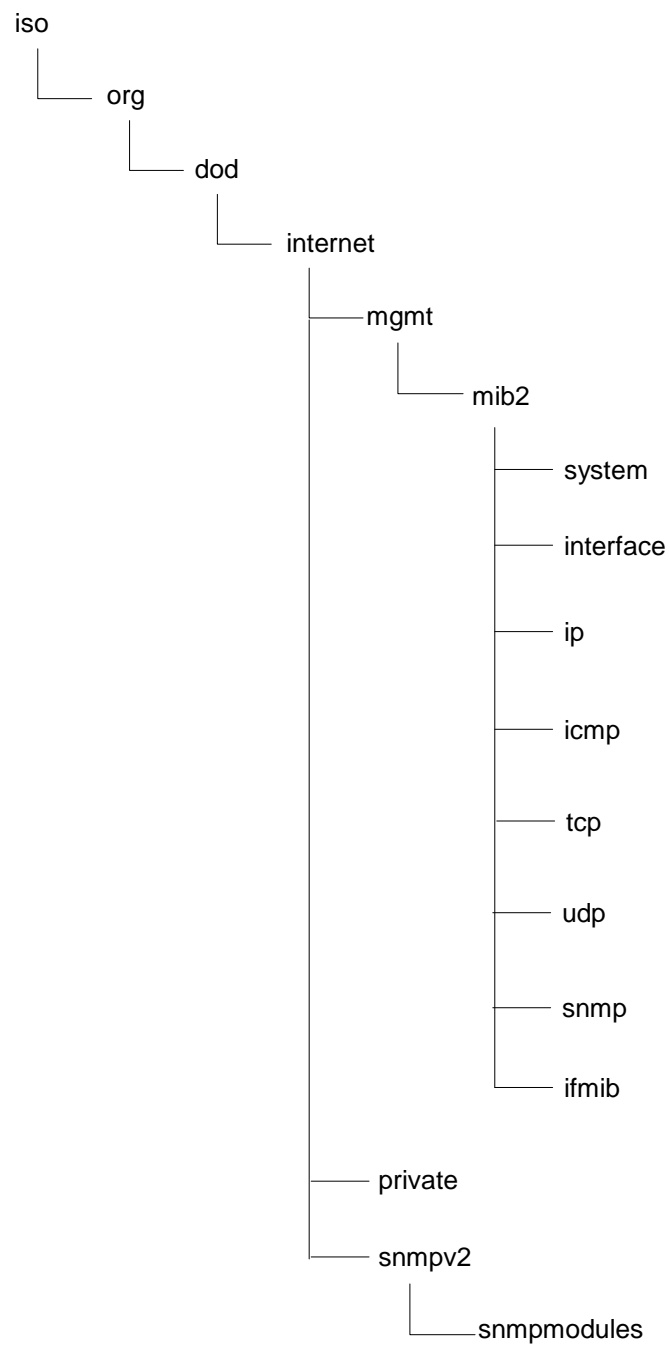 iso
org
dod
internet
mgmt
mib2
system
interface
ip
icmp
tcp
udp
snmp
ifmib
private
snmpv2
snmpmodules